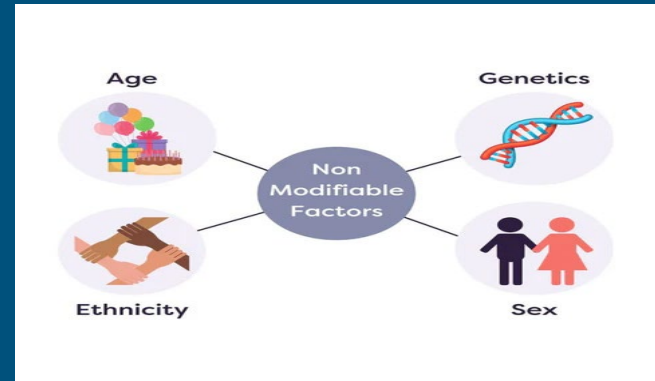 Age
Genetics
Non
Modifiable
Factors
Ethnicity
Sex